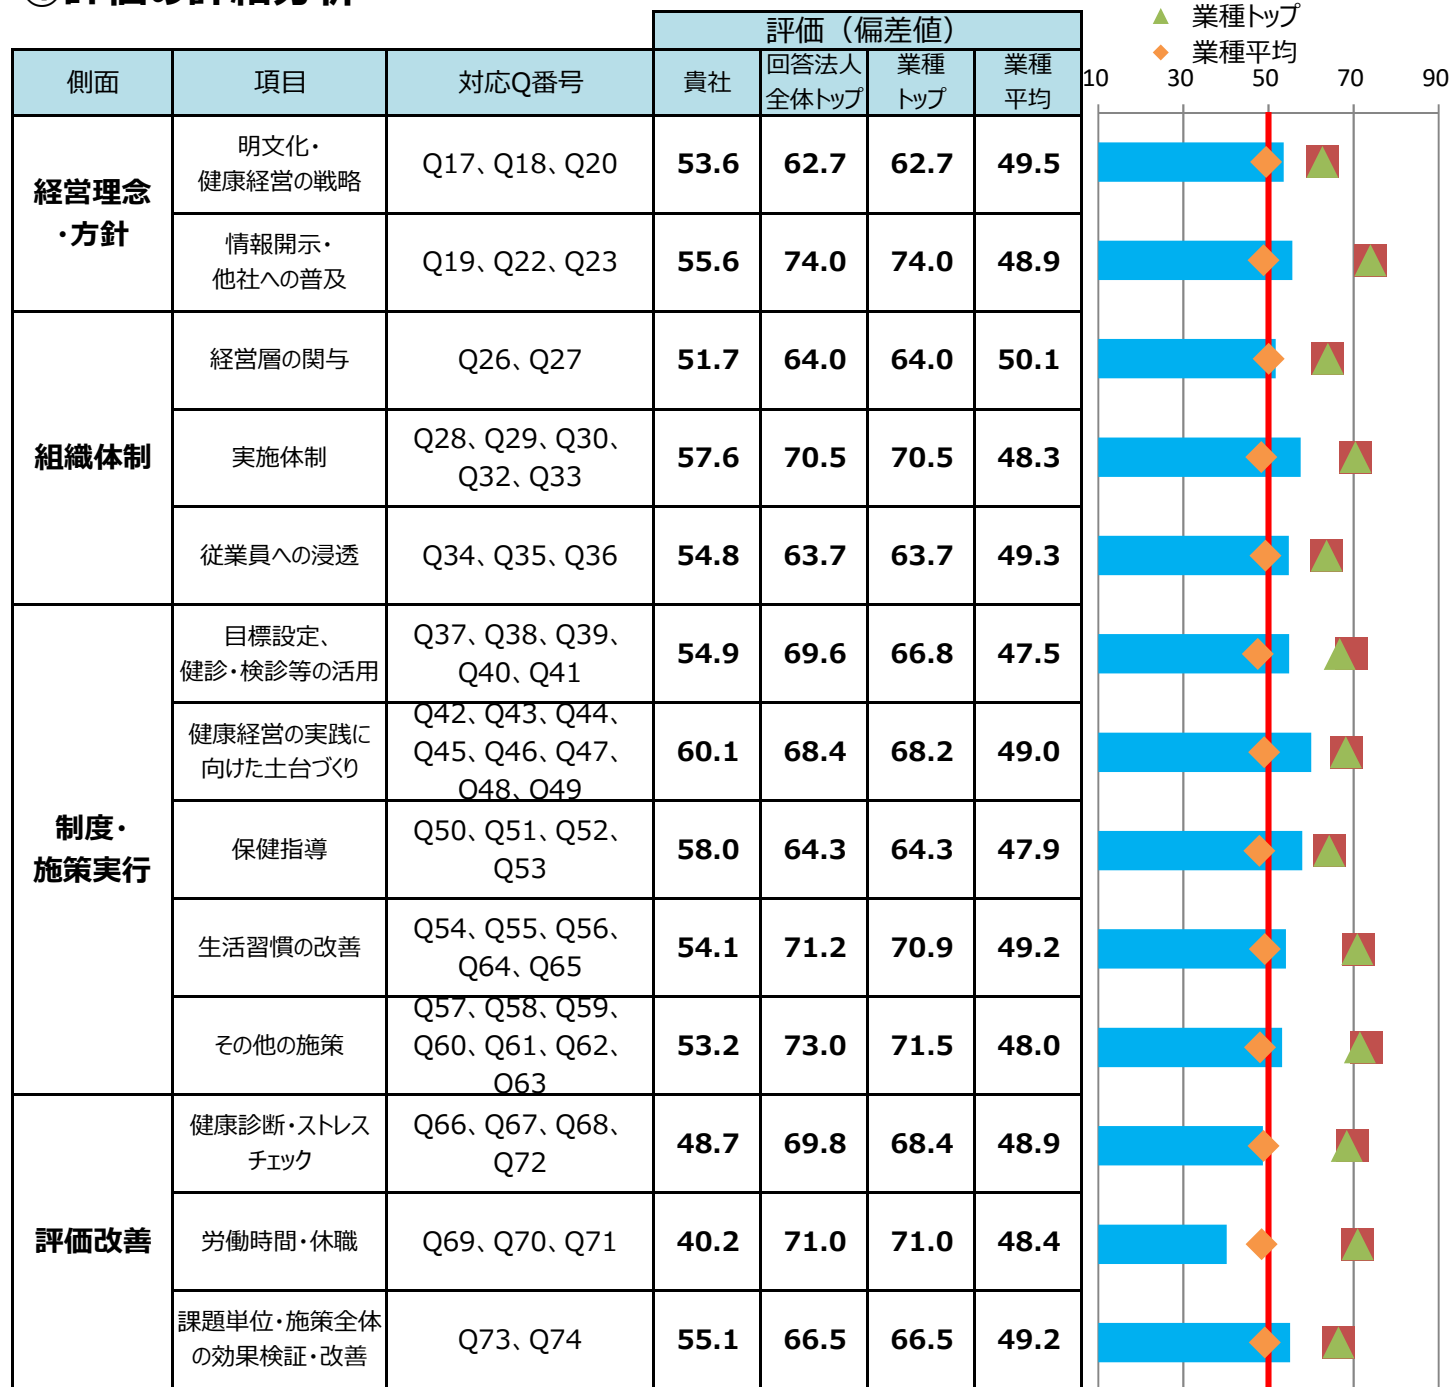 ▲ 業種トップ
◆ 業種平均
評価（偏差値）
側面 項目 対応Q番号 貴社 回答法人 業種 業種
全体トップ トップ 平均
10 30 50 70 90
経営理念
・方針
明文化・
健康経営の戦略
Q17、Q18、Q20
53.6 62.7 62.7 49.5
情報開示・
他社への普及
Q19、Q22、Q23
55.6 74.0 74.0 48.9
組織体制
経営層の関与
Q26、Q27
51.7 64.0 64.0 50.1
実施体制
Q28、Q29、Q30、
Q32、Q33
57.6 70.5 70.5 48.3
従業員への浸透
Q34、Q35、Q36
54.8 63.7 63.7 49.3
制度・
施策実行
目標設定、
健診・検診等の活用
Q37、Q38、Q39、
Q40、Q41
54.9 69.6 66.8 47.5
健康経営の実践に
向けた土台づくり
Q42、Q43、Q44、
Q45、Q46、Q47、
Q48、Q49
60.1 68.4 68.2 49.0
保健指導
Q50、Q51、Q52、
Q53
58.0 64.3 64.3 47.9
生活習慣の改善
Q54、Q55、Q56、
Q64、Q65
54.1 71.2 70.9 49.2
その他の施策
Q57、Q58、Q59、
Q60、Q61、Q62、
Q63
53.2 73.0 71.5 48.0
評価改善
健康診断・ストレス
チェック
Q66、Q67、Q68、
Q72
48.7 69.8 68.4 48.9
労働時間・休職
Q69、Q70、Q71
40.2 71.0 71.0 48.4
課題単位・施策全体
の効果検証・改善
Q73、Q74
55.1 66.5 66.5 49.2